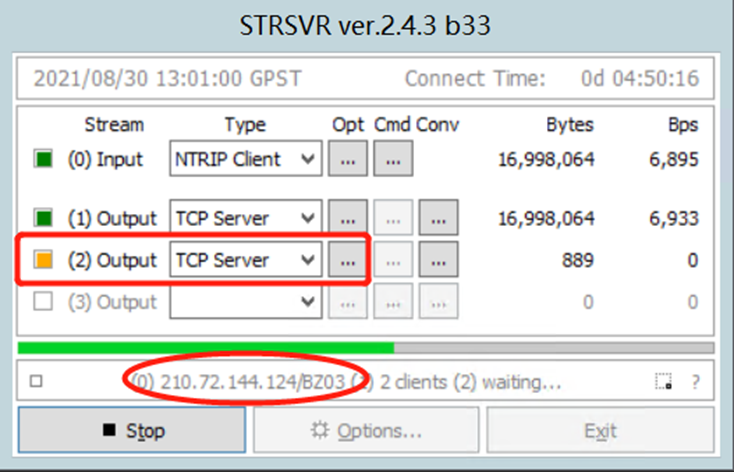 STRSVR ver.2.4.3 b33
2021/08/30 13:01:00 GPST Connect Time: 0d 04:50:16
Stream Type Opt Cmd Conv Bytes Bps
(0) Input NTRIP Client ... ... 16,998,064 6,895
(1) Output TCP Server ... ... ... 16,998,064 6,933
(2) Output TCP Server ... ... ... 889 0
(3) Output ... ... ... 0 0
(0) 210.72.144.124/BZ03 (1) 2 clients (2) waiting... ?
Stop Options... Exit